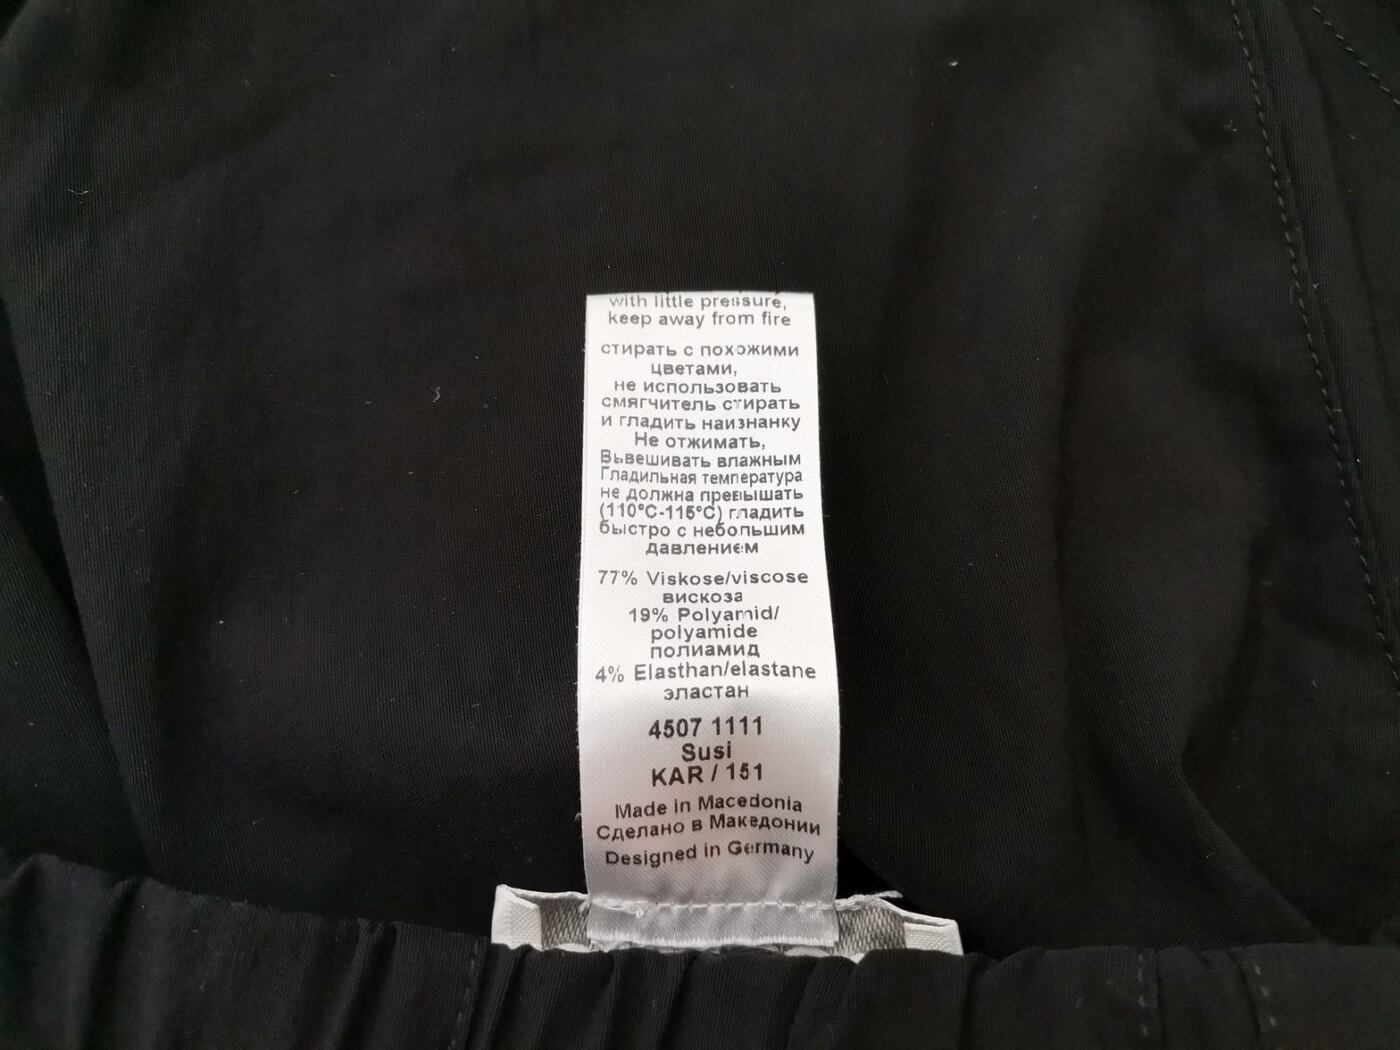 with little pressure,
keep away from fire
стирать с похожими
цветами,
не использовать
смягчитель стирать
и гладить наизнанку
Не отжимать,
Вывешивать влажным
Гладильная температура
не должна превышать
(110°C-115°C) гладить
быстро с небольшим
давлением
77% Viskose/viscose
вискоза
19% Polyamid/
polyamide
полиамид
4% Elasthan/elastane
эластан
4507 1111
Susi
KAR / 151
Made in Macedonia
Сделано в Македонии
Designed in Germany